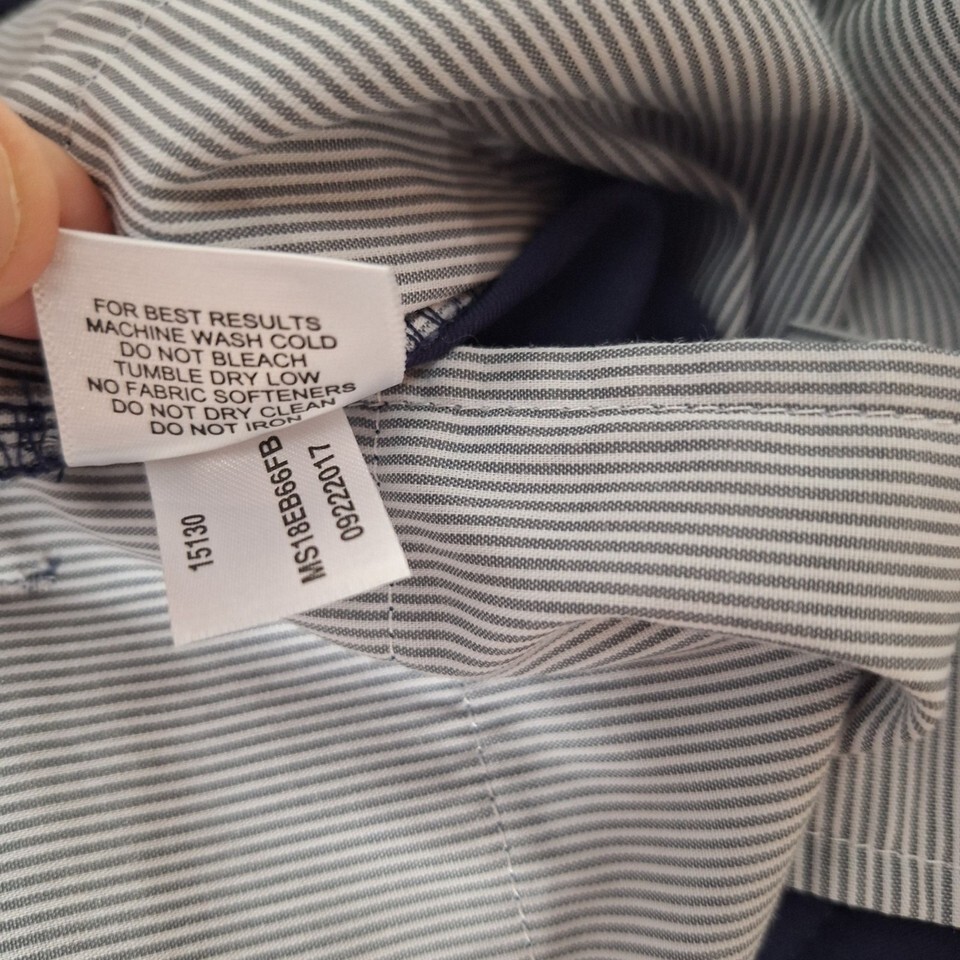 FOR BEST RESULTS
MACHINE WASH COLD
DO NOT BLEACH
TUMBLE DRY LOW
NO FABRIC SOFTENERS
DO NOT DRY CLEAN
DO NOT IRON
15130
MS18EB66FB
09222017